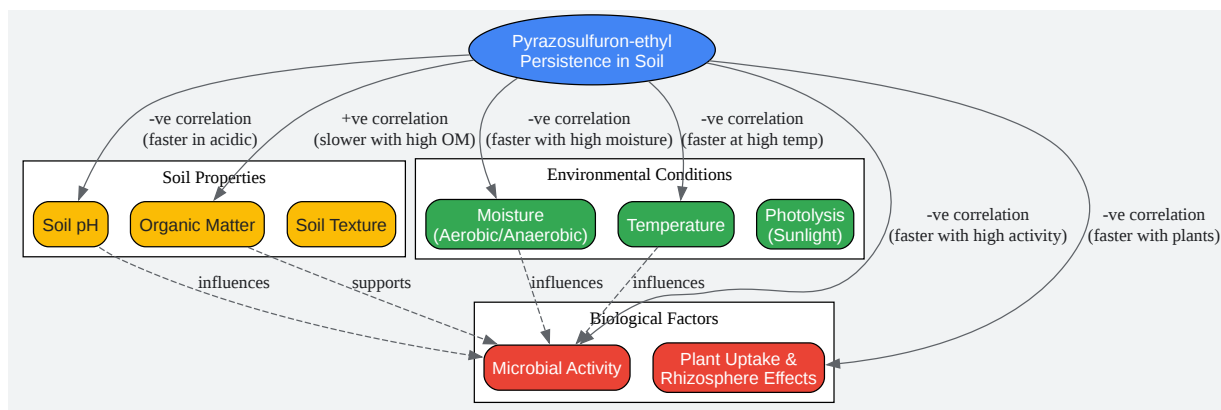 Pyrazosulfuron-ethyl
Persistence in Soil
-ve correlation
(faster in acidic)
+ve correlation
(slower with high OM)
-ve correlation
(faster with high moisture)
-ve correlation
(faster at high temp)
Soil Properties
Environmental Conditions
Soil pH
Organic Matter
Soil Texture
Moisture
(Aerobic/Anaerobic)
Temperature
Photolysis
(Sunlight)
-ve correlation
(faster with high activity)
-ve correlation
(faster with plants)
influences
supports
influences
influences
Biological Factors
Microbial Activity
Plant Uptake &
Rhizosphere Effects